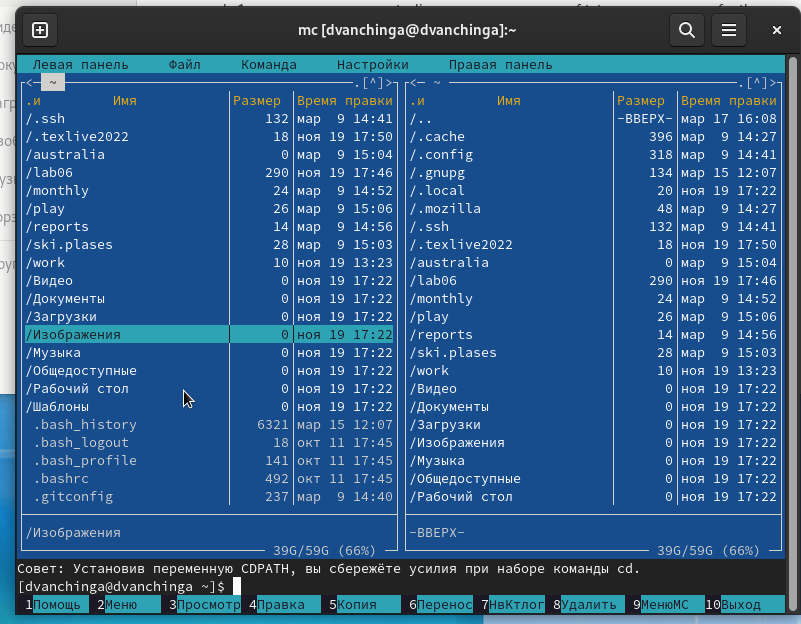 mc [dvanchinga@dvanchinga]:~
Левая панель Файл Команда Настройки Правая панель
<─ ~ ─ .[^]> <─ ~ ─ .[^]>
.и Имя Размер Время правки .и Имя Размер Время правки
/.ssh 132 мар 9 14:41 /.. -ВВЕРХ- мар 17 16:08
/.texlive2022 18 ноя 19 17:50 /.cache 396 мар 9 14:27
/australia 0 мар 9 15:04 /.config 318 мар 9 14:41
/lab06 290 ноя 19 17:46 /.gnupg 134 мар 15 12:07
/monthly 24 мар 9 14:52 /.local 20 ноя 19 17:22
/play 26 мар 9 15:06 /.mozilla 48 мар 9 14:27
/reports 14 мар 9 14:56 /.ssh 132 мар 9 14:41
/ski.plases 28 мар 9 15:03 /.texlive2022 18 ноя 19 17:50
/work 10 ноя 19 13:23 /australia 0 мар 9 15:04
/Видео 0 ноя 19 17:22 /lab06 290 ноя 19 17:46
/Документы 0 ноя 19 17:22 /monthly 24 мар 9 14:52
/Загрузки 0 ноя 19 17:22 /play 26 мар 9 15:06
/Изображения 0 ноя 19 17:22 /reports 14 мар 9 14:56
/Музыка 0 ноя 19 17:22 /ski.plases 28 мар 9 15:03
/Общедоступные 0 ноя 19 17:22 /work 10 ноя 19 13:23
/Рабочий стол 0 ноя 19 17:22 /Видео 0 ноя 19 17:22
/Шаблоны 0 ноя 19 17:22 /Документы 0 ноя 19 17:22
.bash_history 6321 мар 15 12:07 /Загрузки 0 ноя 19 17:22
.bash_logout 18 окт 11 17:45 /Изображения 0 ноя 19 17:22
.bash_profile 141 окт 11 17:45 /Музыка 0 ноя 19 17:22
.bashrc 492 окт 11 17:45 /Общедоступные 0 ноя 19 17:22
.gitconfig 237 мар 9 14:40 /Рабочий стол 0 ноя 19 17:22
/Изображения -ВВЕРХ-
39G/59G (66%) 39G/59G (66%)
Совет: Установив переменную CDPATH, вы сбережёте усилия при наборе команды cd.
[dvanchinga@dvanchinga ~]$
1Помощь 2Меню 3Просмотр 4Правка 5Копия 6Перенос 7НвКтлог 8Удалить 9МенюМС 10Выход